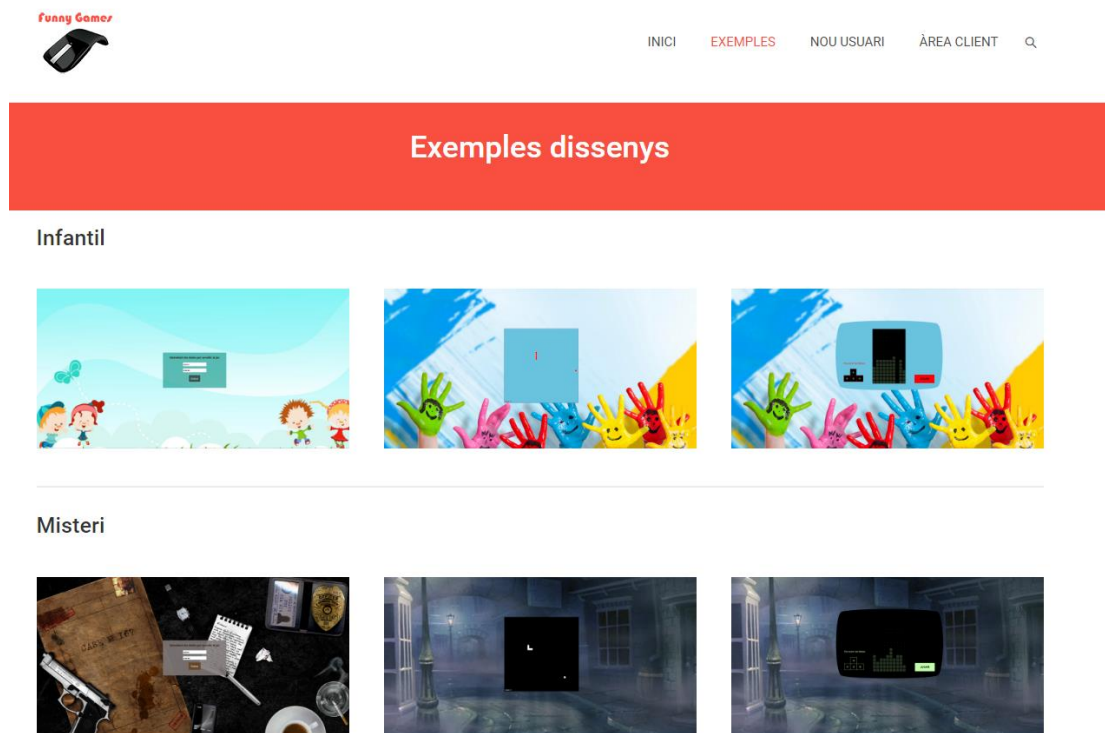 Funny Games
INICI
EXEMPLES
NOU USUARI
ÀREA CLIENT
Exemples dissenys
Infantil
Misteri